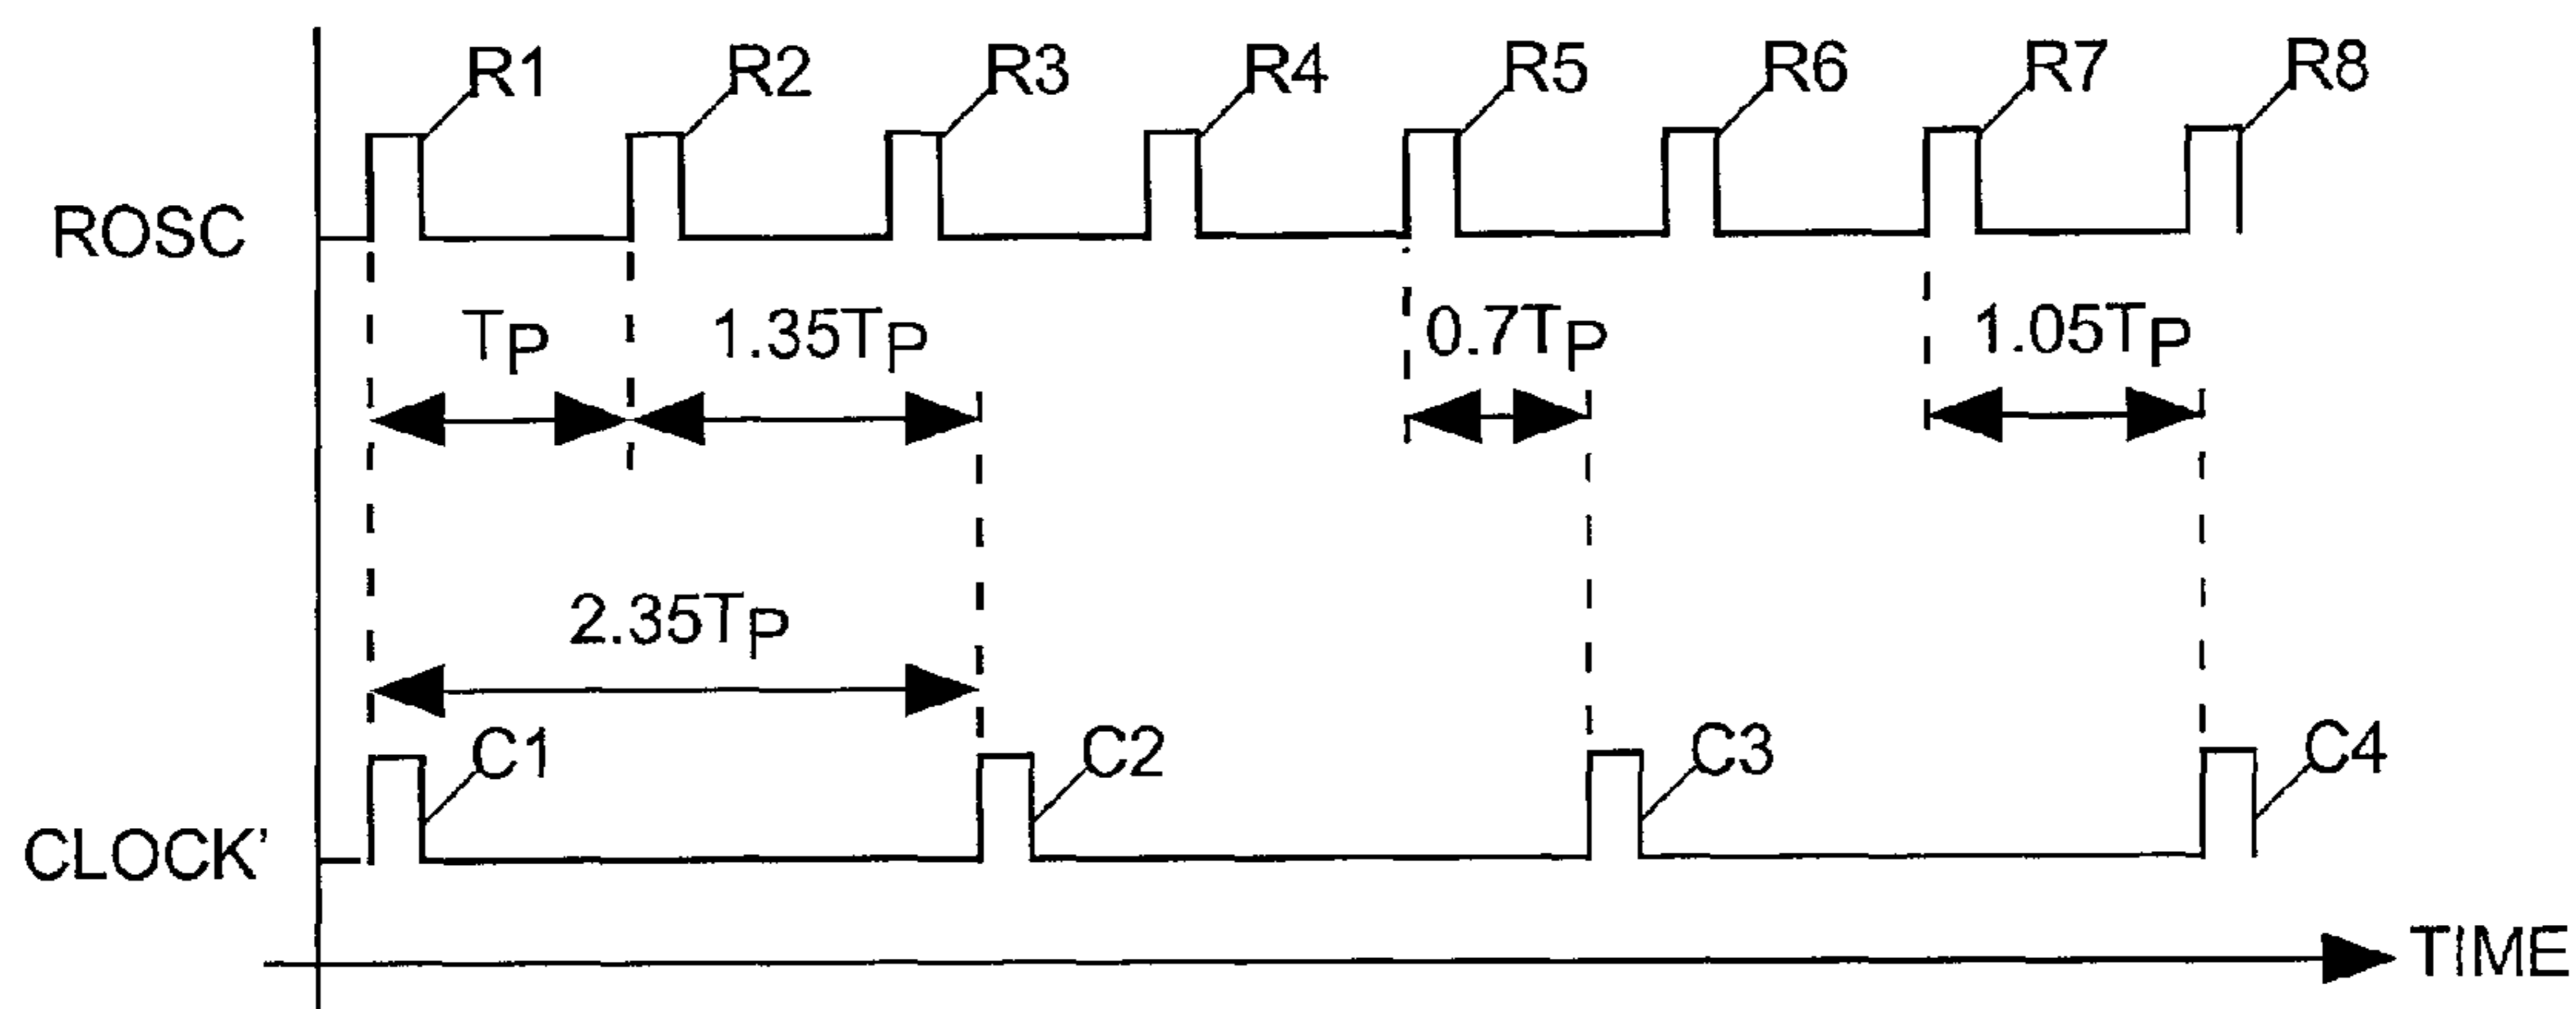 R1 R2 R3 R4 R5 R6 R7 R8
ROSC
TP 1.35TP 0.7TP 1.05TP
2.35TP
C1 C2 C3 C4
CLOCK'
TIME